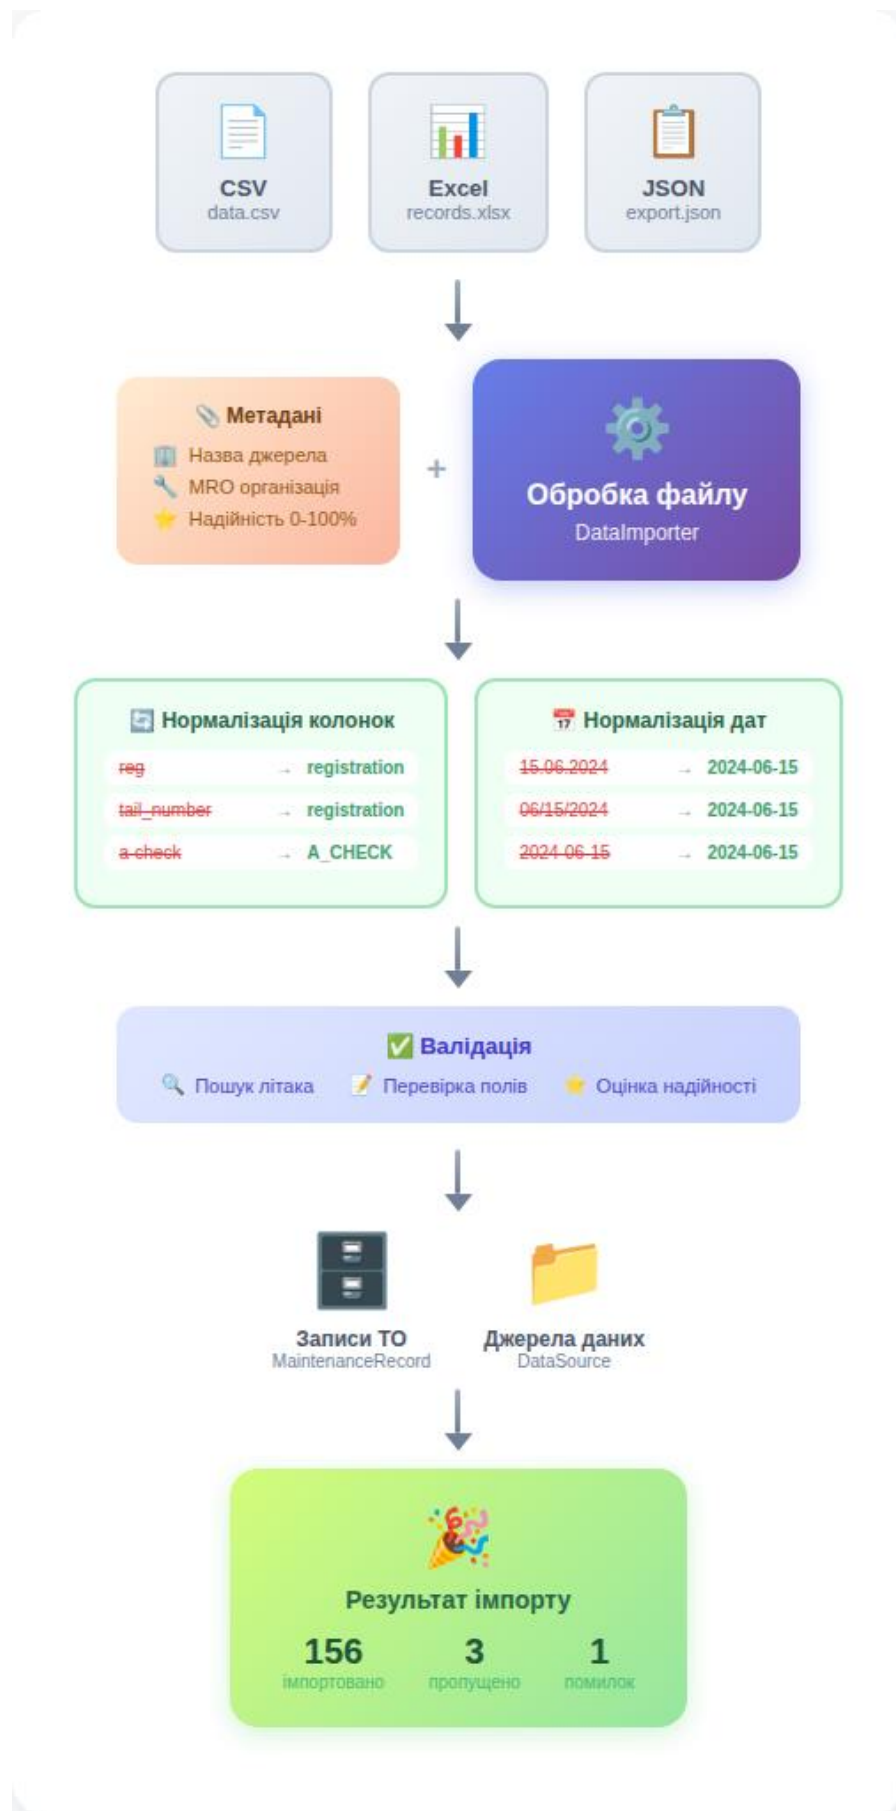 CSV
data.csv
Excel
records.xlsx
JSON
export.json
Метадані
Назва джерела
MRO організація
Надійність 0-100%
+
Обробка файлу
DataImporter
Нормалізація колонок
reg → registration
tail_number → registration
a-check → A_CHECK
Нормалізація дат
15.06.2024 → 2024-06-15
06/15/2024 → 2024-06-15
2024-06-15 → 2024-06-15
Валідація
Пошук літака
Перевірка полів
Оцінка надійності
Записи ТО
MaintenanceRecord
Джерела даних
DataSource
Результат імпорту
156
імпортовано
3
пропущено
1
помилок